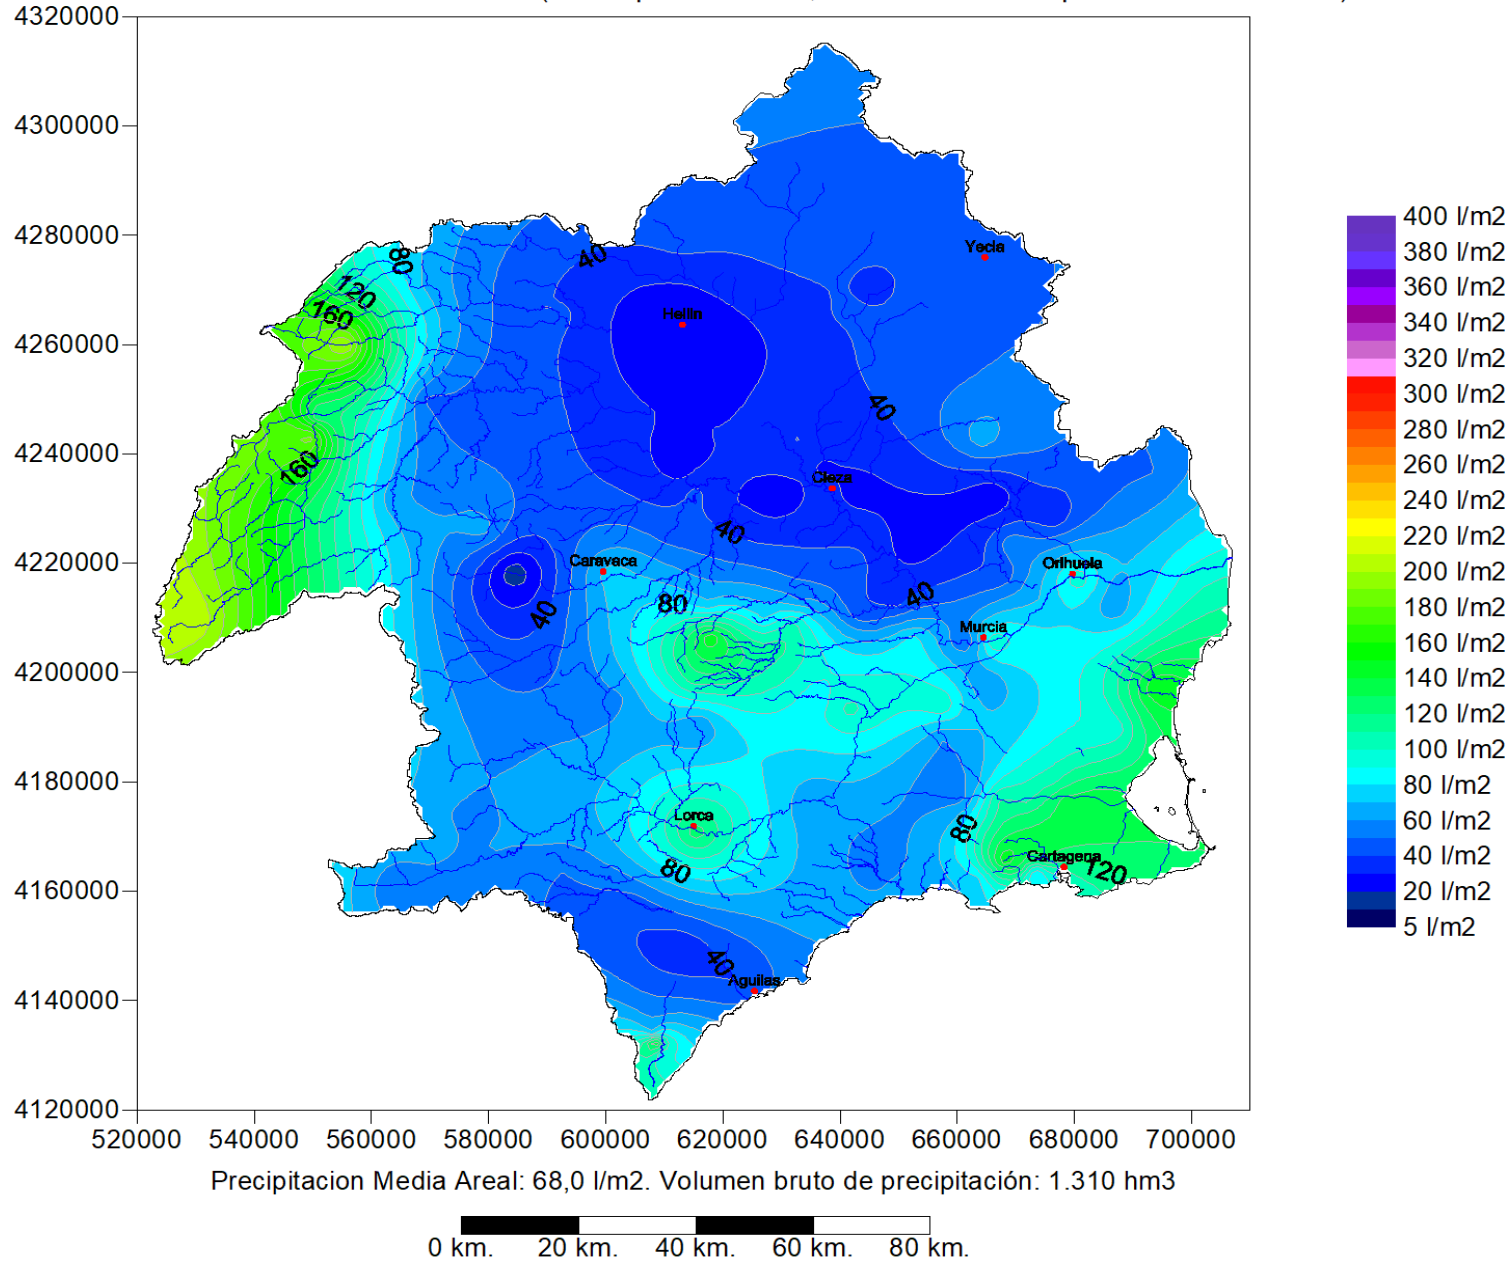 4320000
4300000
4280000
4260000
4240000
4220000
4200000
4180000
4160000
4140000
4120000
520000 540000 560000 580000 600000 620000 640000 660000 680000 700000
80
120
160
160
40
Yecla
Hellin
40
Cieza
40
Caravaca
Orihuela
40
80
40
Murcia
Lorca
80
80
Cartagena
120
40
Aguilas
400 l/m2
380 l/m2
360 l/m2
340 l/m2
320 l/m2
300 l/m2
280 l/m2
260 l/m2
240 l/m2
220 l/m2
200 l/m2
180 l/m2
160 l/m2
140 l/m2
120 l/m2
100 l/m2
80 l/m2
60 l/m2
40 l/m2
20 l/m2
5 l/m2
Precipitacion Media Areal: 68,0 l/m2. Volumen bruto de precipitación: 1.310 hm3
0 km. 20 km. 40 km. 60 km. 80 km.